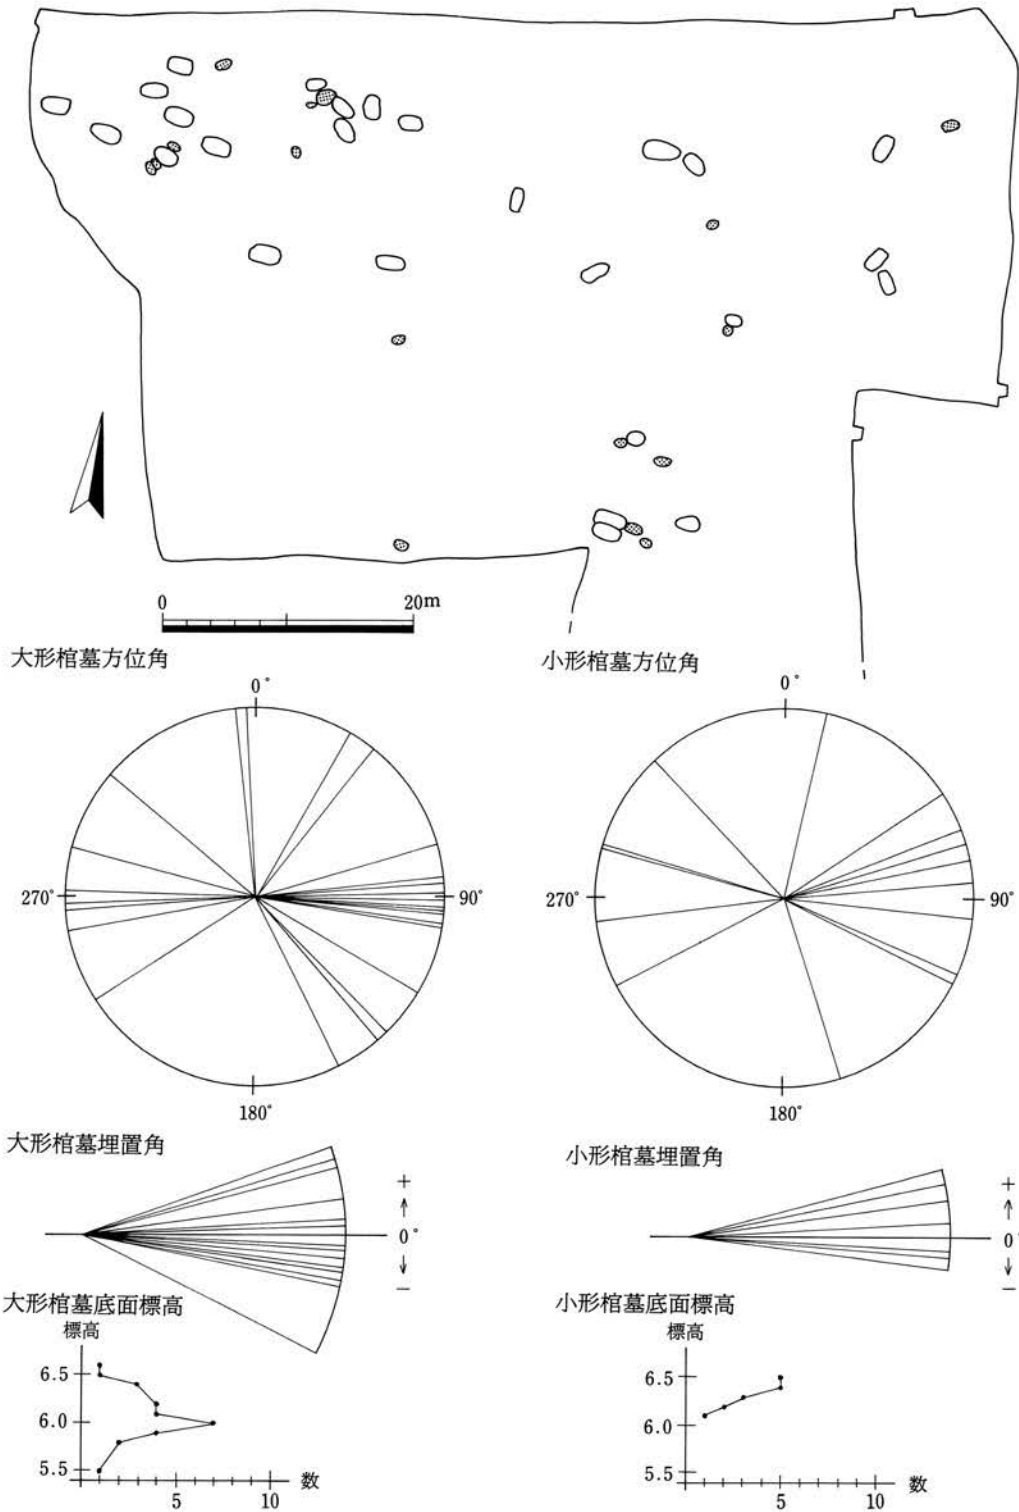 0 20m
大形棺墓方位角
小形棺墓方位角
0°
270° 90°
180°
0°
270° 90°
180°
大形棺墓埋置角
+
0°
−
小形棺墓埋置角
+
0°
−
大形棺墓底面標高
標高
6.5
6.0
5.5
5 10 数
小形棺墓底面標高
標高
6.5
6.0
5.5
5 10 数